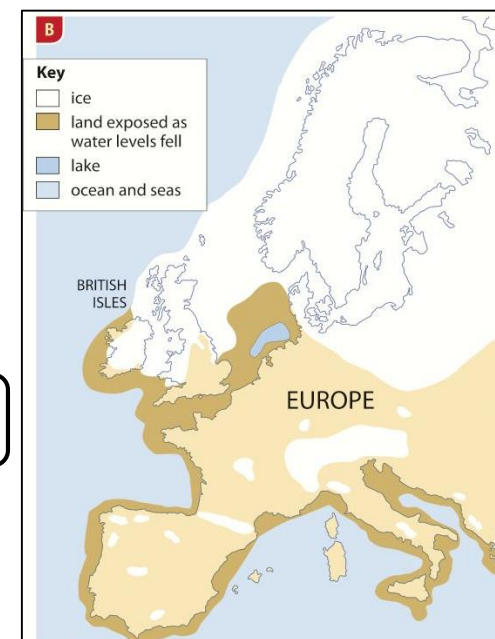 B
Key
ice
land exposed as
water levels fell
lake
ocean and seas
BRITISH
ISLES
EUROPE